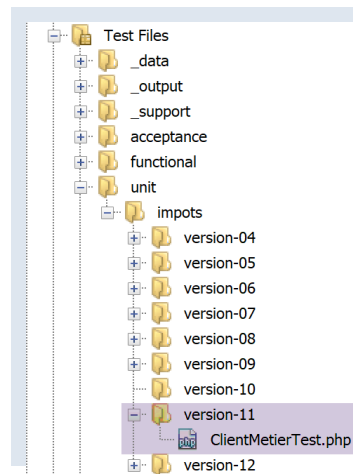 Test Files
_data
_output
_support
acceptance
functional
unit
impots
version-04
version-05
version-06
version-07
version-08
version-09
version-10
version-11
php ClientMetierTest.php
version-12